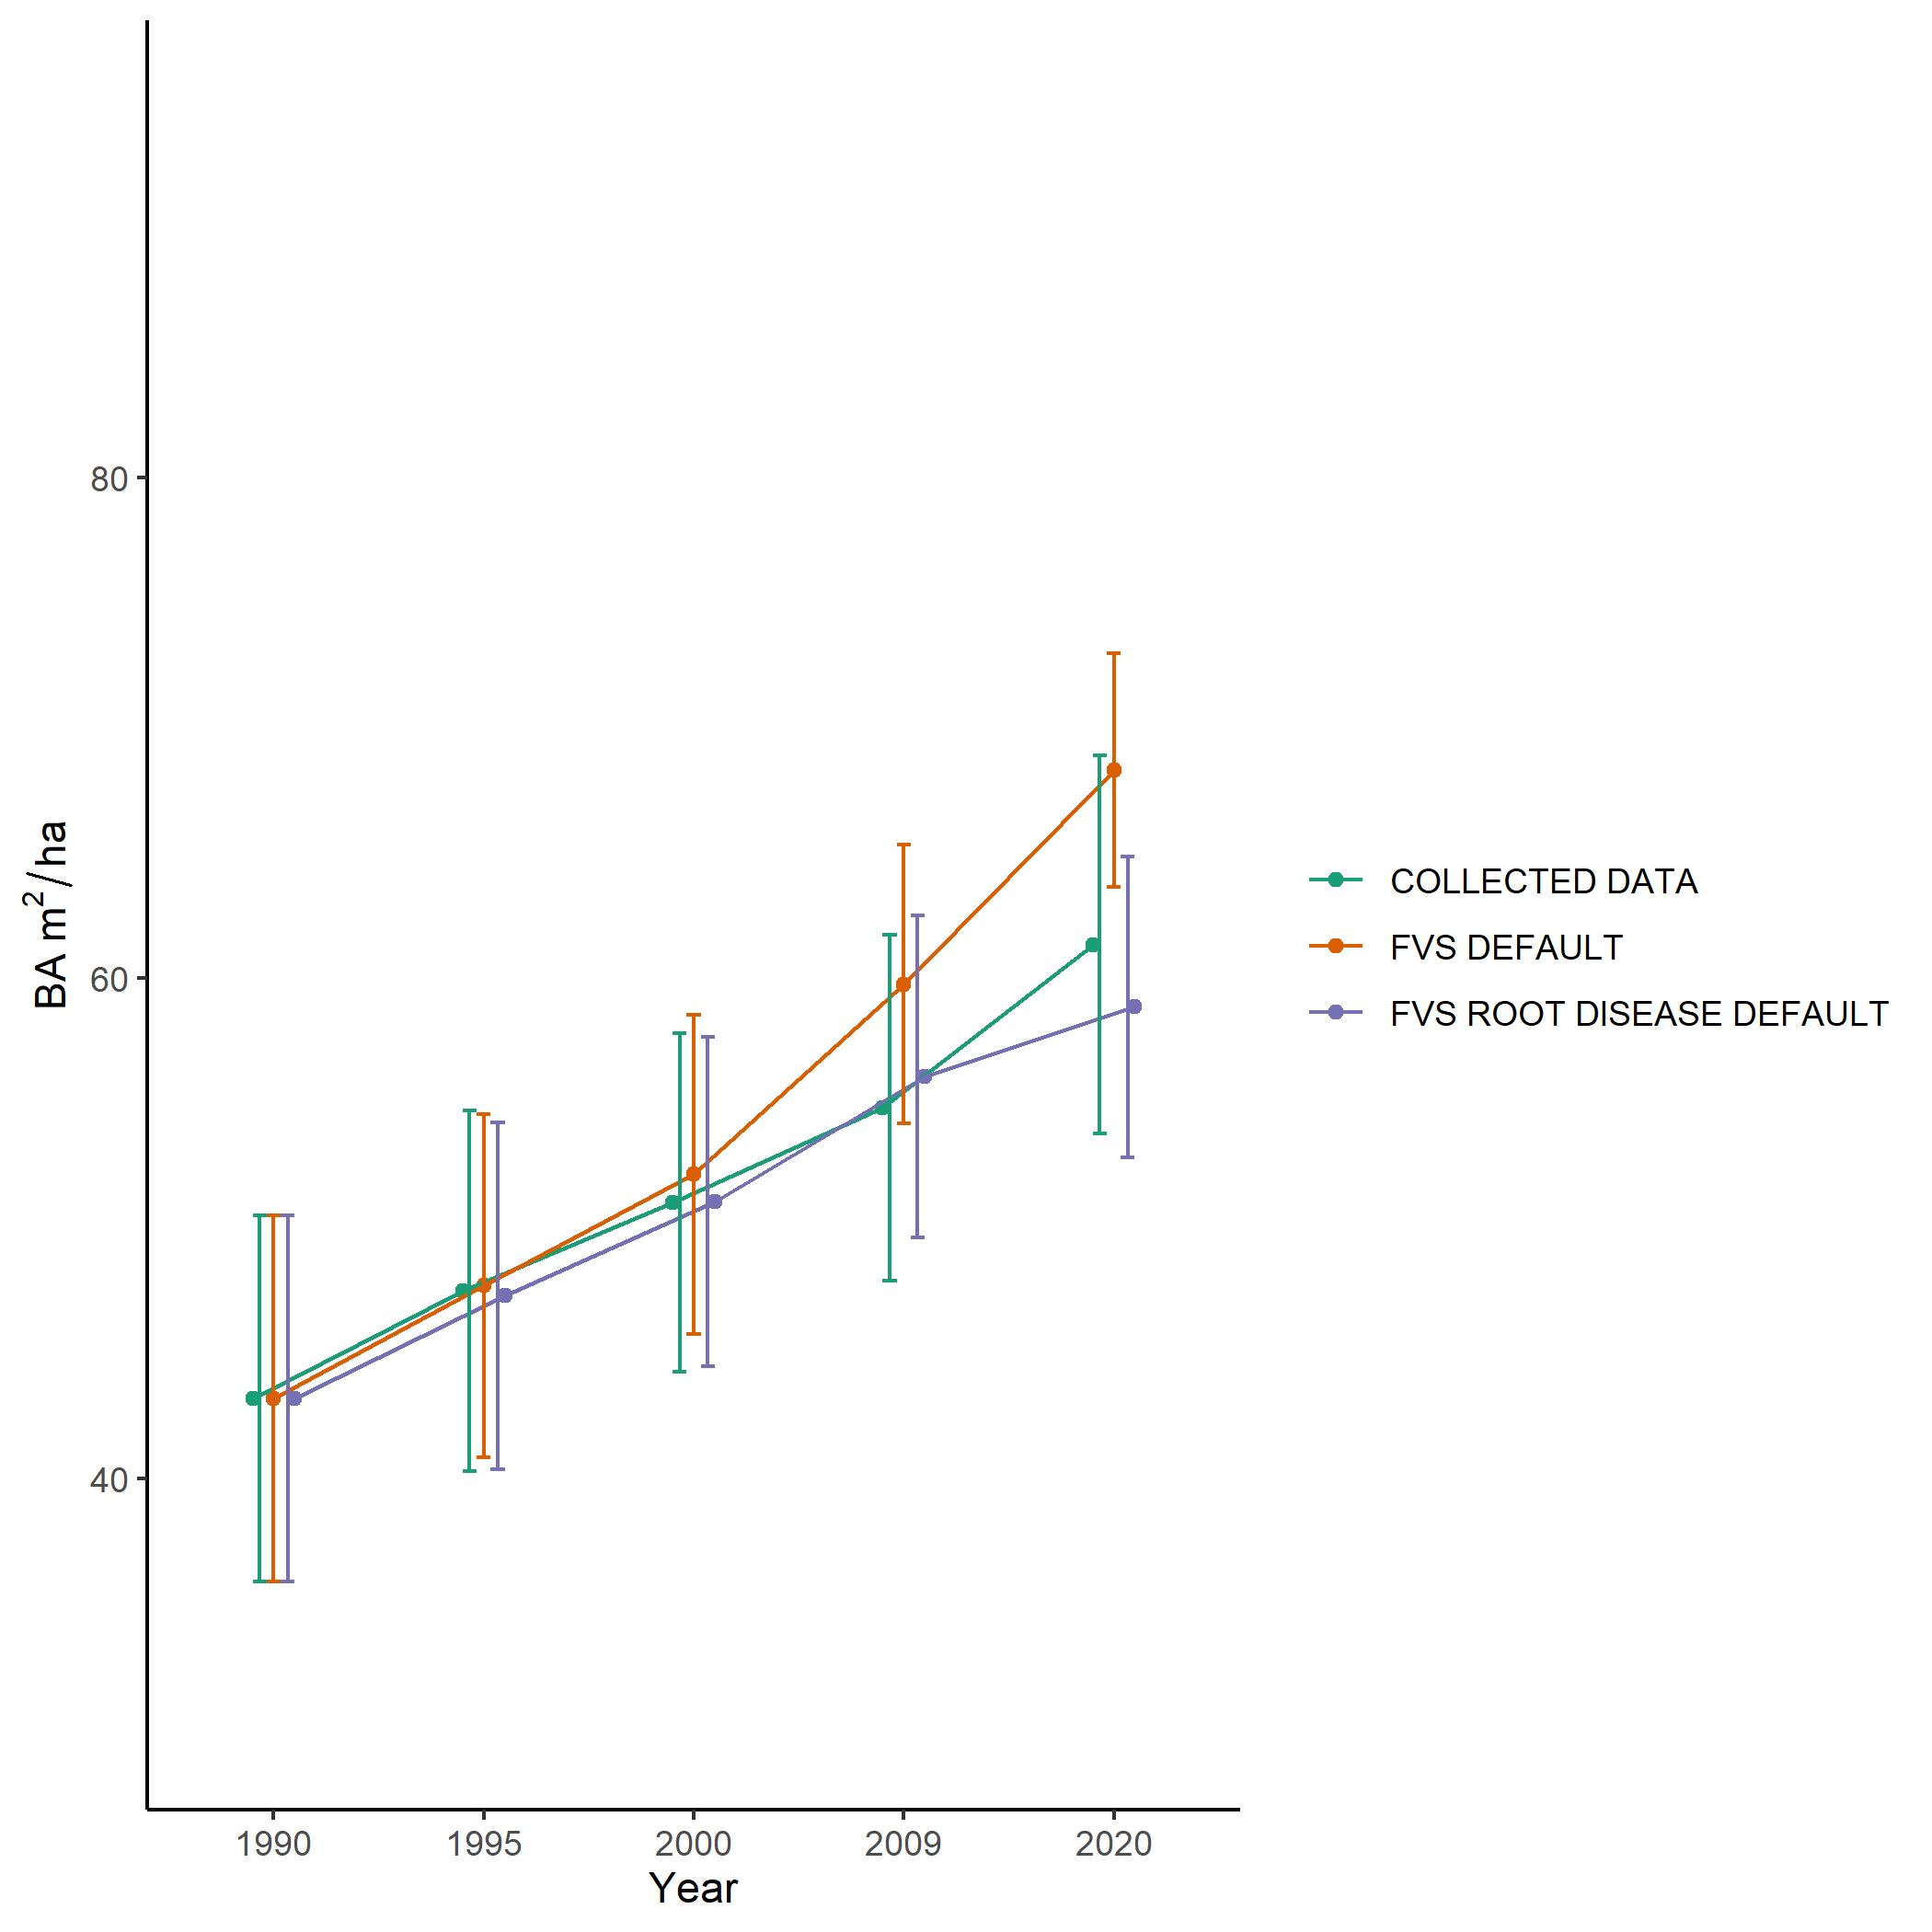 BA m²/ha
80
60
40
1990 1995 2000 2009 2020
Year
COLLECTED DATA
FVS DEFAULT
FVS ROOT DISEASE DEFAULT